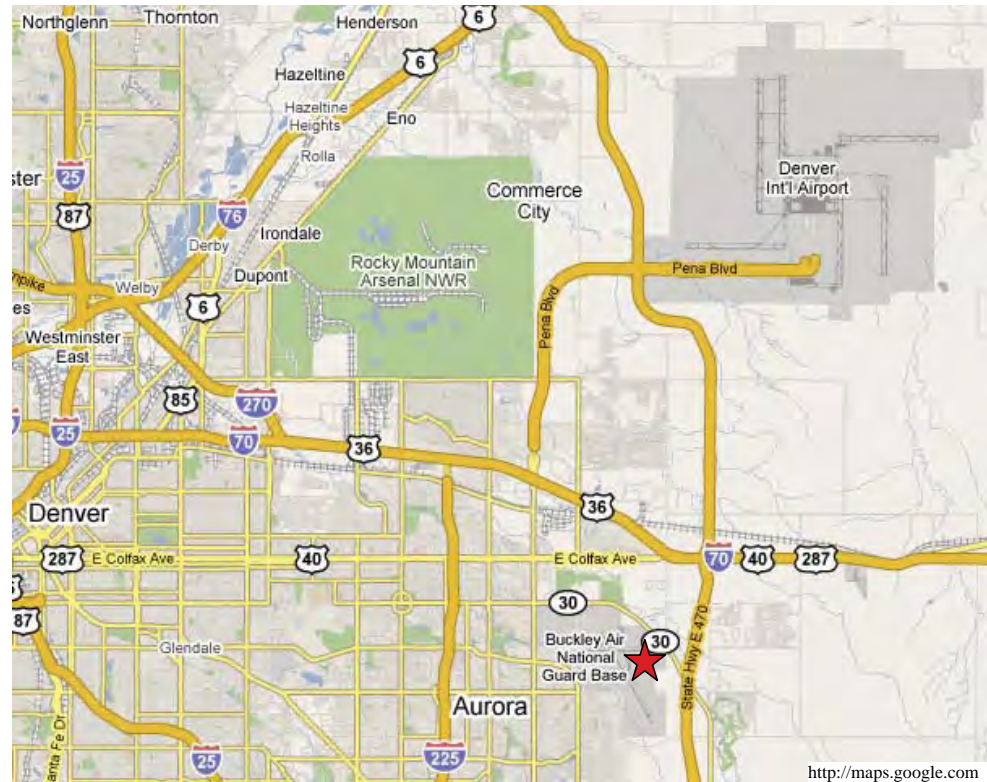 Northglenn
Thornton
Henderson
6
Hazeltine
6
Hazeltine
Heights
Eno
Rolla
25
87
76
Irondale
Derby
Commerce
City
Denver
Int'l Airport
Rocky Mountain
Arsenal NWR
Dupont
Welby
6
Pena Blvd
Pena Blvd
Westminster
East
85
270
25
70
36
36
Denver
287
E Colfax Ave
40
E Colfax Ave
70
40
287
30
87
Glendale
Buckley Air
National
Guard Base
30
State Hwy E 470
Aurora
25
225
http://maps.google.com